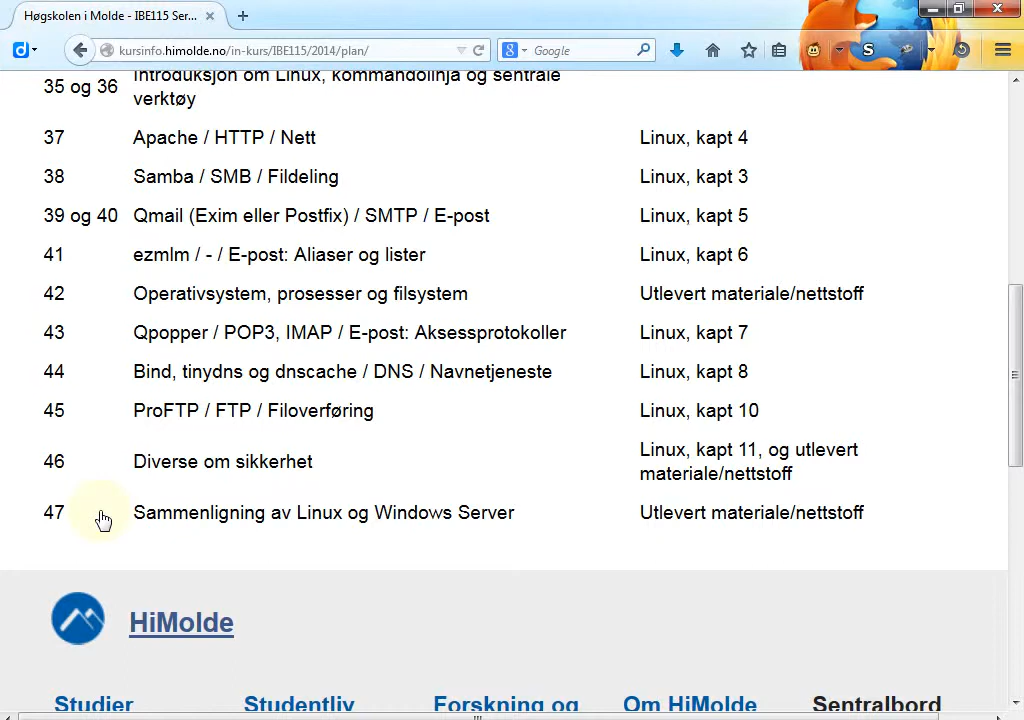 Høgskolen i Molde - IBE115 Ser...
kursinfo.himolde.no/in-kurs/IBE115/2014/plan/
Google
35 og 36 Introduksjon om Linux, kommandolinja og sentrale
verktøy
37 Apache / HTTP / Nett Linux, kapt 4
38 Samba / SMB / Fildeling Linux, kapt 3
39 og 40 Qmail (Exim eller Postfix) / SMTP / E-post Linux, kapt 5
41 ezmlm / - / E-post: Aliaser og lister Linux, kapt 6
42 Operativsystem, prosesser og filsystem Utlevert materiale/nettstoff
43 Qpopper / POP3, IMAP / E-post: Aksessprotokoller Linux, kapt 7
44 Bind, tinydns og dnscache / DNS / Navnetjeneste Linux, kapt 8
45 ProFTP / FTP / Filoverføring Linux, kapt 10
46 Diverse om sikkerhet Linux, kapt 11, og utlevert
materiale/nettstoff
47 Sammenligning av Linux og Windows Server Utlevert materiale/nettstoff
HiMolde
Studier Studentliv Forskning og Om HiMolde Sentralbord